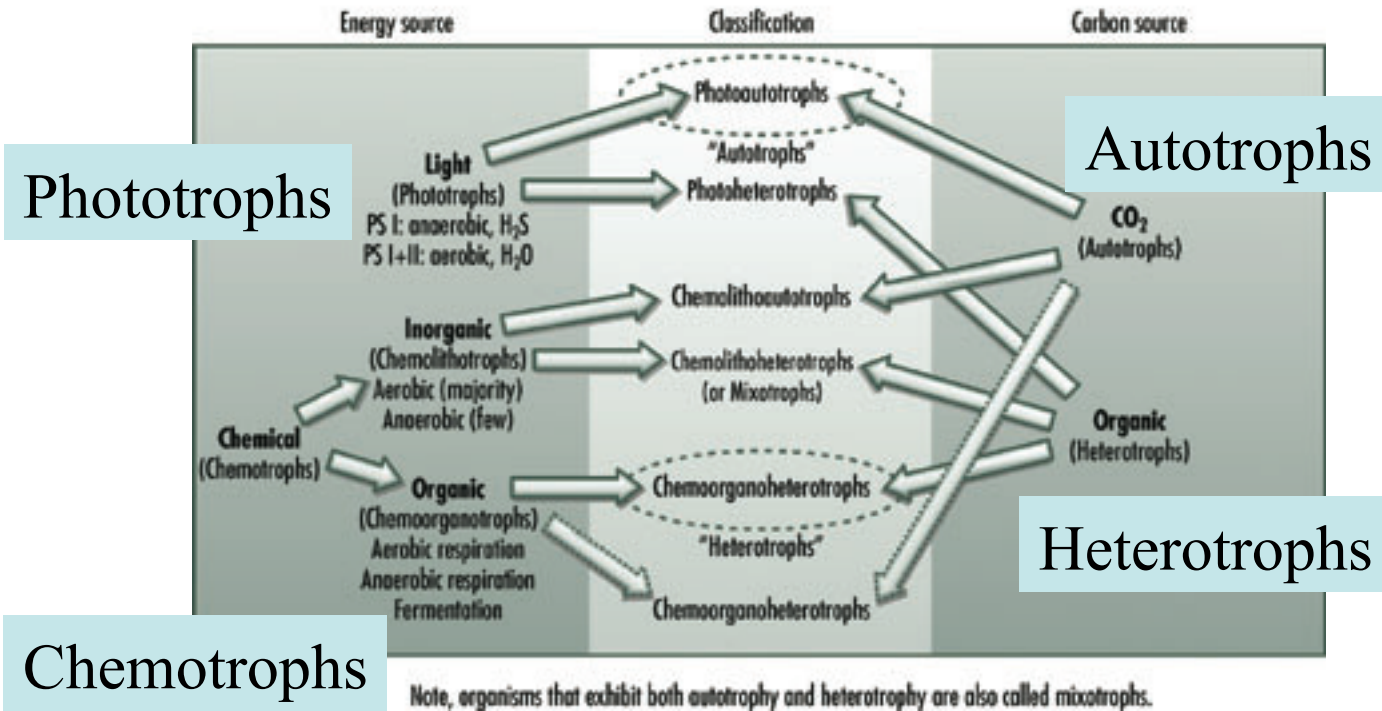 Energy source
Classification
Carbon source
Phototrophs
Autotrophs
Light
(Phototrophs)
PS I: anaerobic, H₂S
PS I+II: aerobic, H₂O
Inorganic
(Chemolithotrophs)
Aerobic (majority)
Anaerobic (few)
Chemical
(Chemotrophs)
Organic
(Chemoorganotrophs)
Aerobic respiration
Anaerobic respiration
Fermentation
Photoautotrophs
"Autotrophs"
Photoheterotrophs
Chemolithoautotrophs
Chemolithoheterotrophs
(or Mixotrophs)
Chemoorganoheterotrophs
"Heterotrophs"
Chemoorganoheterotrophs
CO₂
(Autotrophs)
Organic
(Heterotrophs)
Heterotrophs
Chemotrophs
Note, organisms that exhibit both autotrophy and heterotrophy are also called mixotrophs.